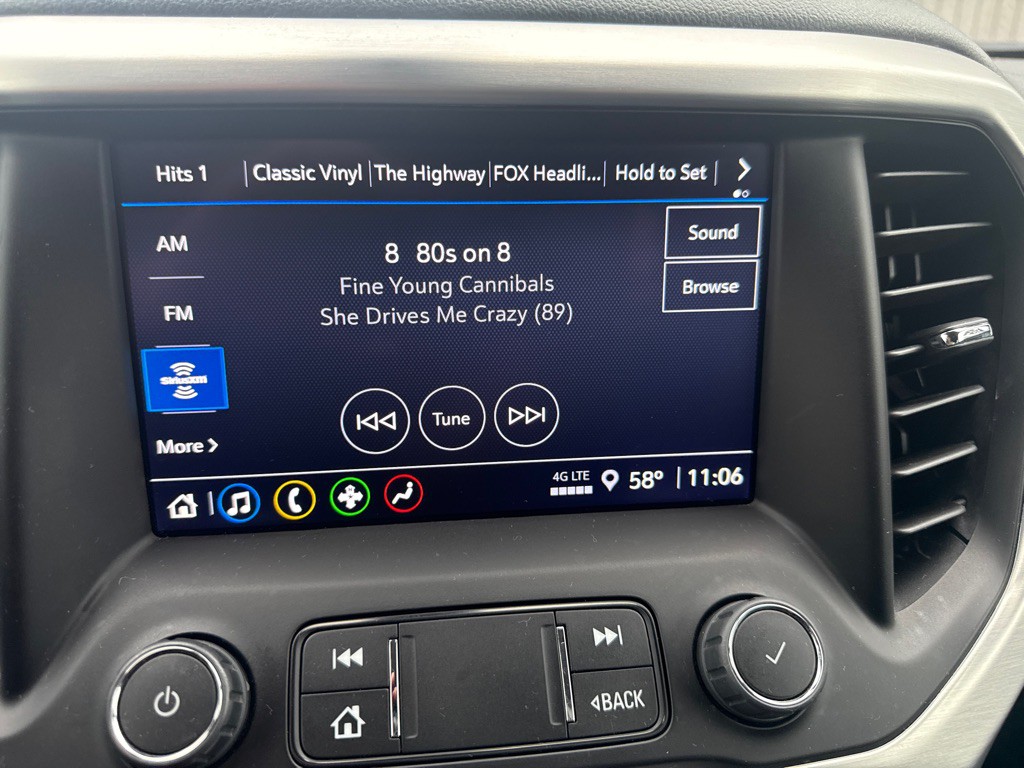 Hits 1 Classic Vinyl The Highway FOX Headli... Hold to Set
AM
Sound
8 80s on 8
Fine Young Cannibals
Browse
FM
She Drives Me Crazy (89)
SiriusXM
Tune
More
4G LTE
58° 11:06
BACK